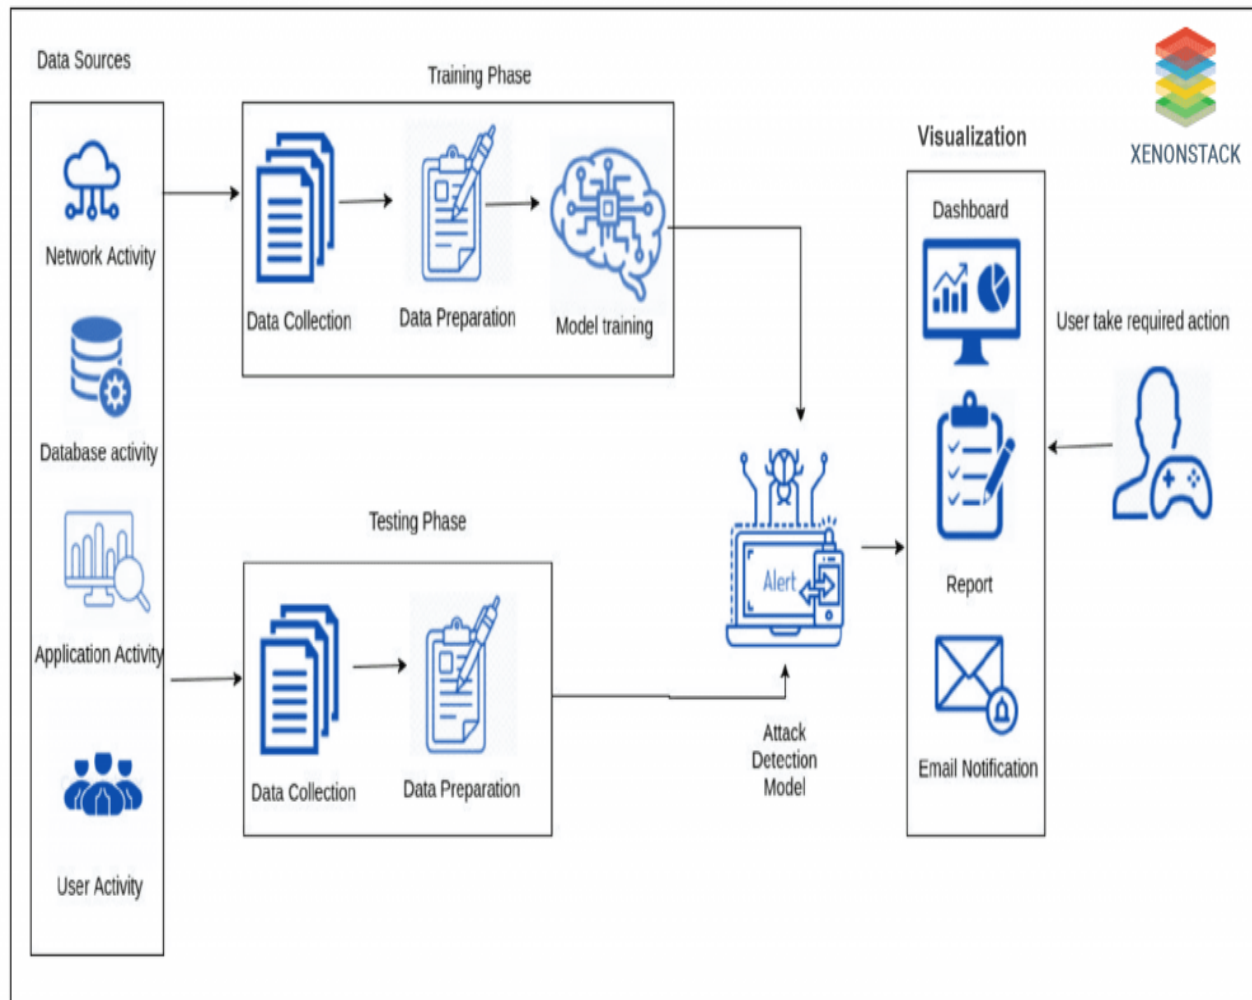 Data Sources
Network Activity
Database activity
Application Activity
User Activity
Training Phase
Data Collection
Data Preparation
Model training
Testing Phase
Data Collection
Data Preparation
Alert
Attack
Detection
Model
Visualization
Dashboard
Report
Email Notification
XENONSTACK
User take required action